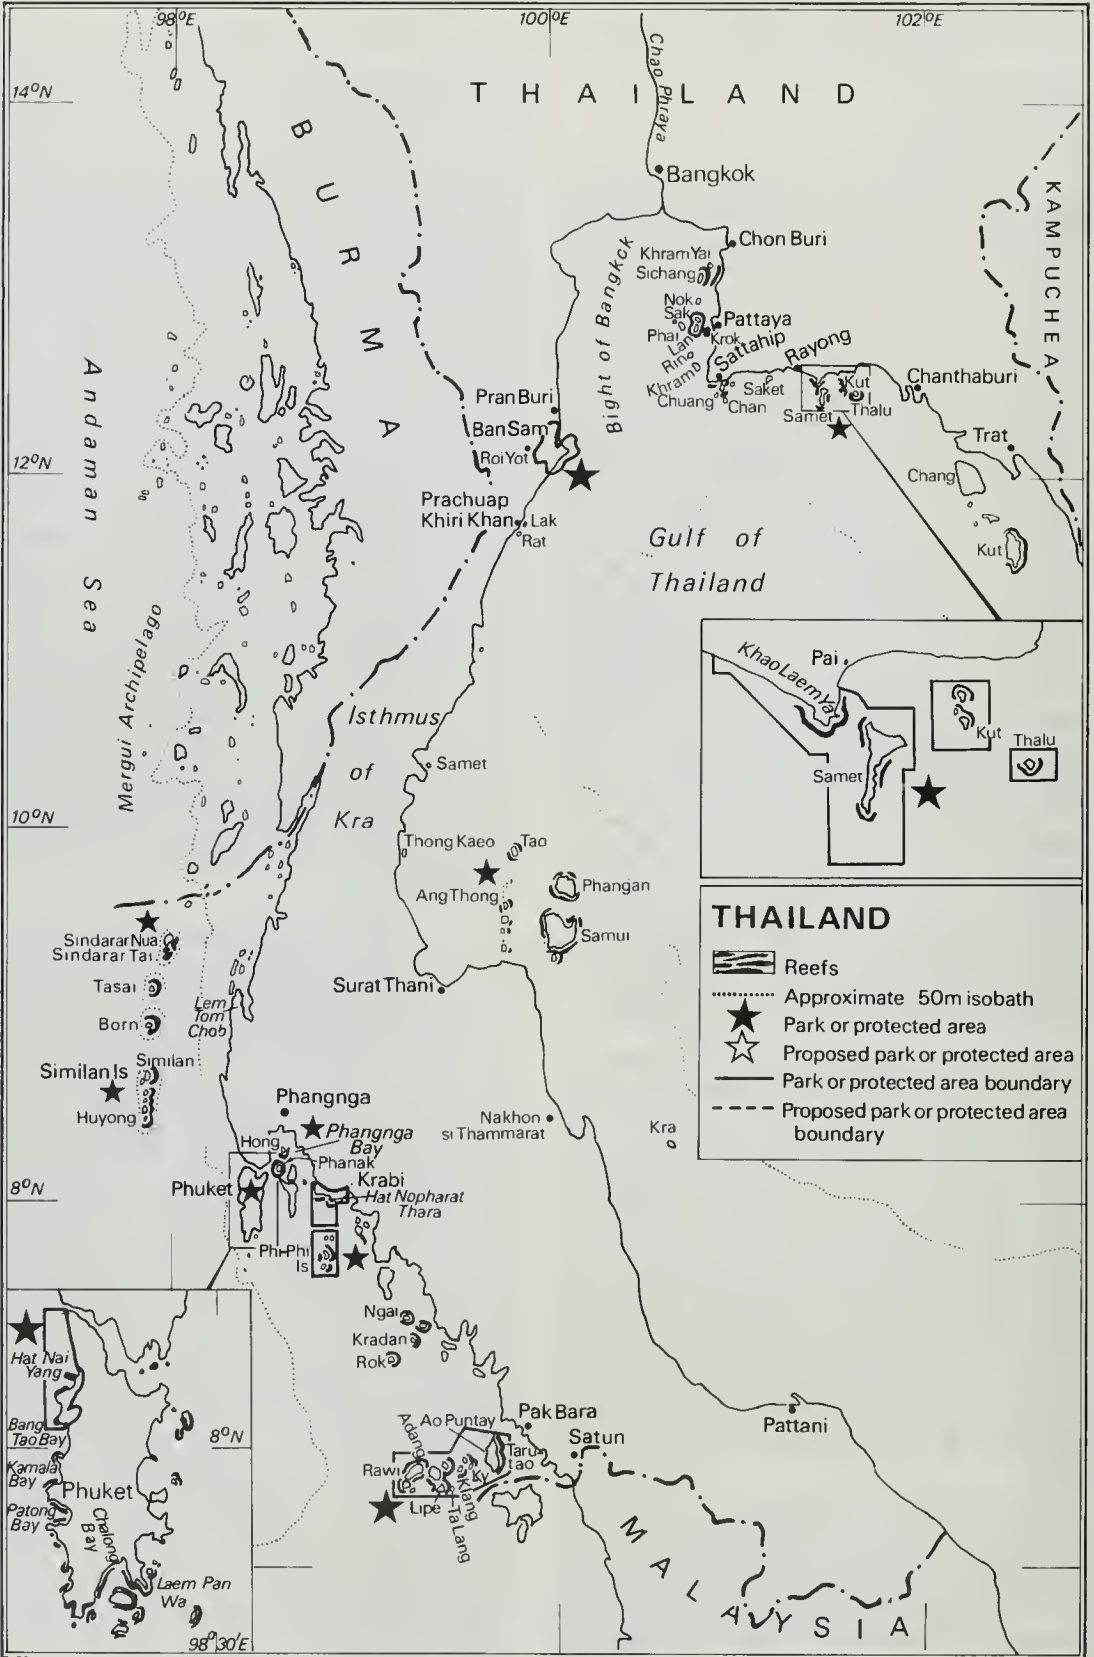 98°E
100°E
102°E
14°N
THAILAND
Chao Phraya
BURMA
KAMPUCHEA
Bangkok
Chon Buri
Khram Yai
Sichang
Bight of Bangkok
Nok
Sak
Pattaya
Phai
Lan
Krok
Rin
Sattahip
Rayong
Khram
Saket
Kut
Chanthaburi
Chuang
Chan
Samet
Thalu
Pran Buri
Ban Sam
Roi Yot
Trat
12°N
Chang
Andaman Sea
Prachuap
Khiri Khan
Lak
Rat
Gulf of
Thailand
Kut
Mergui Archipelago
Pai
Khao Laem Ya
Kut
Thalu
Samet
Isthmus
of
Kra
Samet
10°N
Thong Kaeo
Tao
Ang Thong
Phangan
Samui
THAILAND
Reefs
Approximate 50m isobath
Park or protected area
Proposed park or protected area
Park or protected area boundary
Proposed park or protected area
boundary
Sindarar Nua
Sindarar Tai
Tasai
Surat Thani
Lem
Tom
Chob
Born
Similan
Similan Is
Huyong
Phangnga
Phangnga
Bay
Nakhon
si Thammarat
Kra
Hong
Phanak
8°N
Phuket
Krabi
Hat Nopharat
Thara
Phi-Phi
Is
Ngai
Kradan
Rok
Hat Nai
Yang
Bang
Tao Bay
8°N
Kamala
Bay
Phuket
Patong
Bay
Chalong
Bay
Laem Pan
Wa
98°30'E
Pak Bara
Ao Puntay
Satun
Pattani
Adang
Taru-
tao
Rawi
Ky
Klang
Lipe
Ta Lang
MALAYSIA